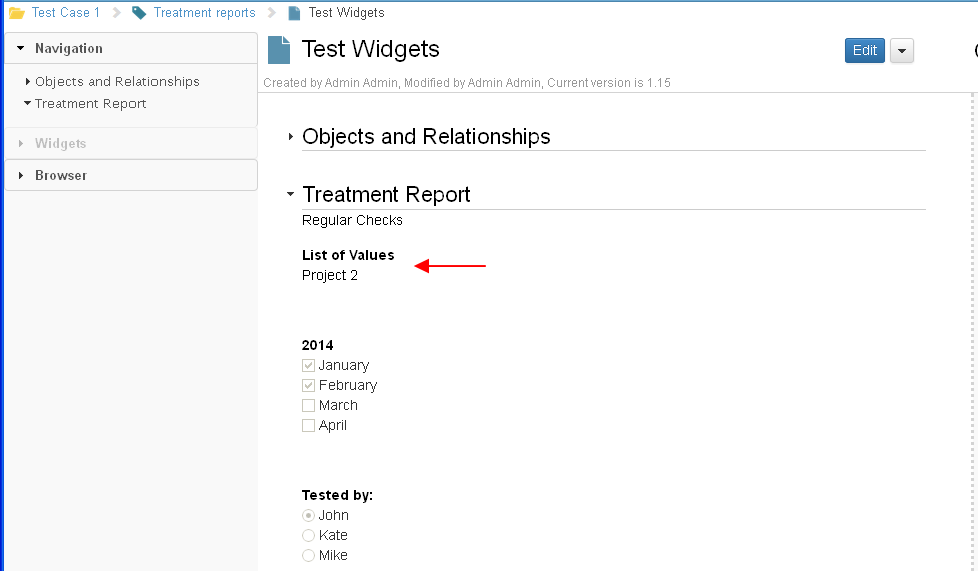 Test Case 1 Treatment reports Test Widgets
Navigation
Objects and Relationships
Treatment Report
Widgets
Browser
Test Widgets
Edit
Created by Admin Admin, Modified by Admin Admin, Current version is 1.15
Objects and Relationships
Treatment Report
Regular Checks
List of Values
Project 2
2014
January
February
March
April
Tested by:
John
Kate
Mike